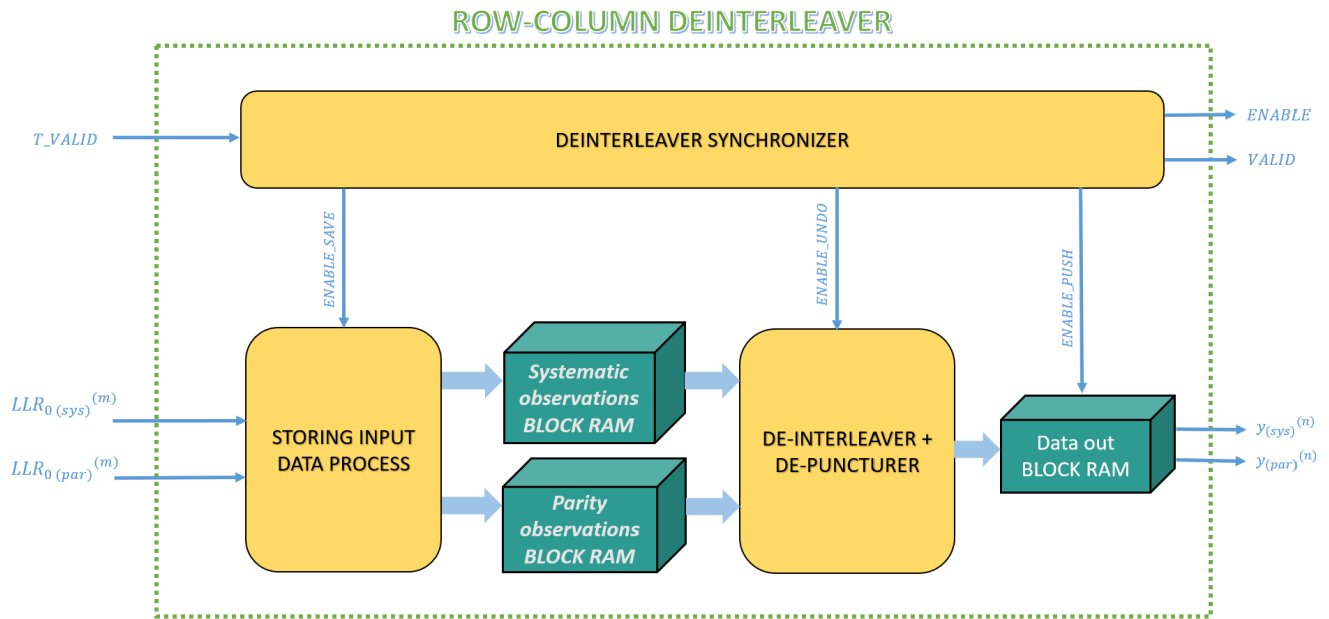 ROW-COLUMN DEINTERLEAVER
T_VALID
DEINTERLEAVER SYNCHRONIZER
ENABLE
VALID
ENABLE_SAVE
ENABLE_UNDO
ENABLE_PUSH
LLR₀ ₍sys₎⁽ᵐ⁾
LLR₀ ₍par₎⁽ᵐ⁾
STORING INPUT
DATA PROCESS
Systematic
observations
BLOCK RAM
Parity
observations
BLOCK RAM
DE-INTERLEAVER +
DE-PUNCTURER
Data out
BLOCK RAM
y₍sys₎⁽ⁿ⁾
y₍par₎⁽ⁿ⁾